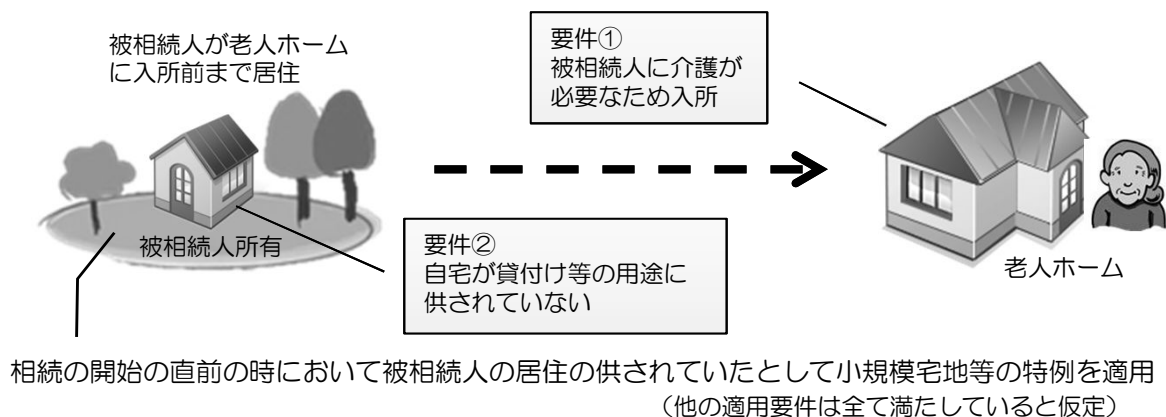 被相続人が老人ホーム
に入所前まで居住
要件①
被相続人に介護が
必要なため入所
被相続人所有
要件②
自宅が貸付け等の用途に
供されていない
老人ホーム
相続の開始の直前の時において被相続人の居住の供されていたとして小規模宅地等の特例を適用
（他の適用要件は全て満たしていると仮定）